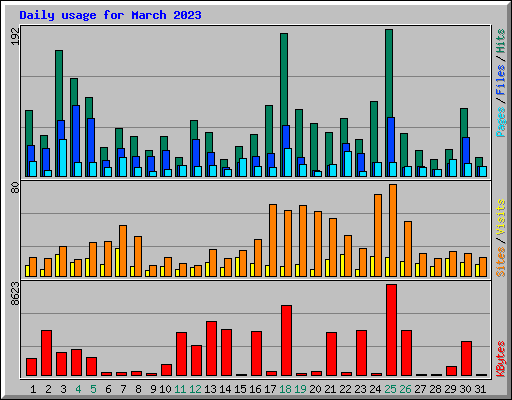 Daily usage for March 2023
192
80
8623
Pages / Files / Hits
Sites / Visits
KBytes
1 2 3 4 5 6 7 8 9 10 11 12 13 14 15 16 17 18 19 20 21 22 23 24 25 26 27 28 29 30 31